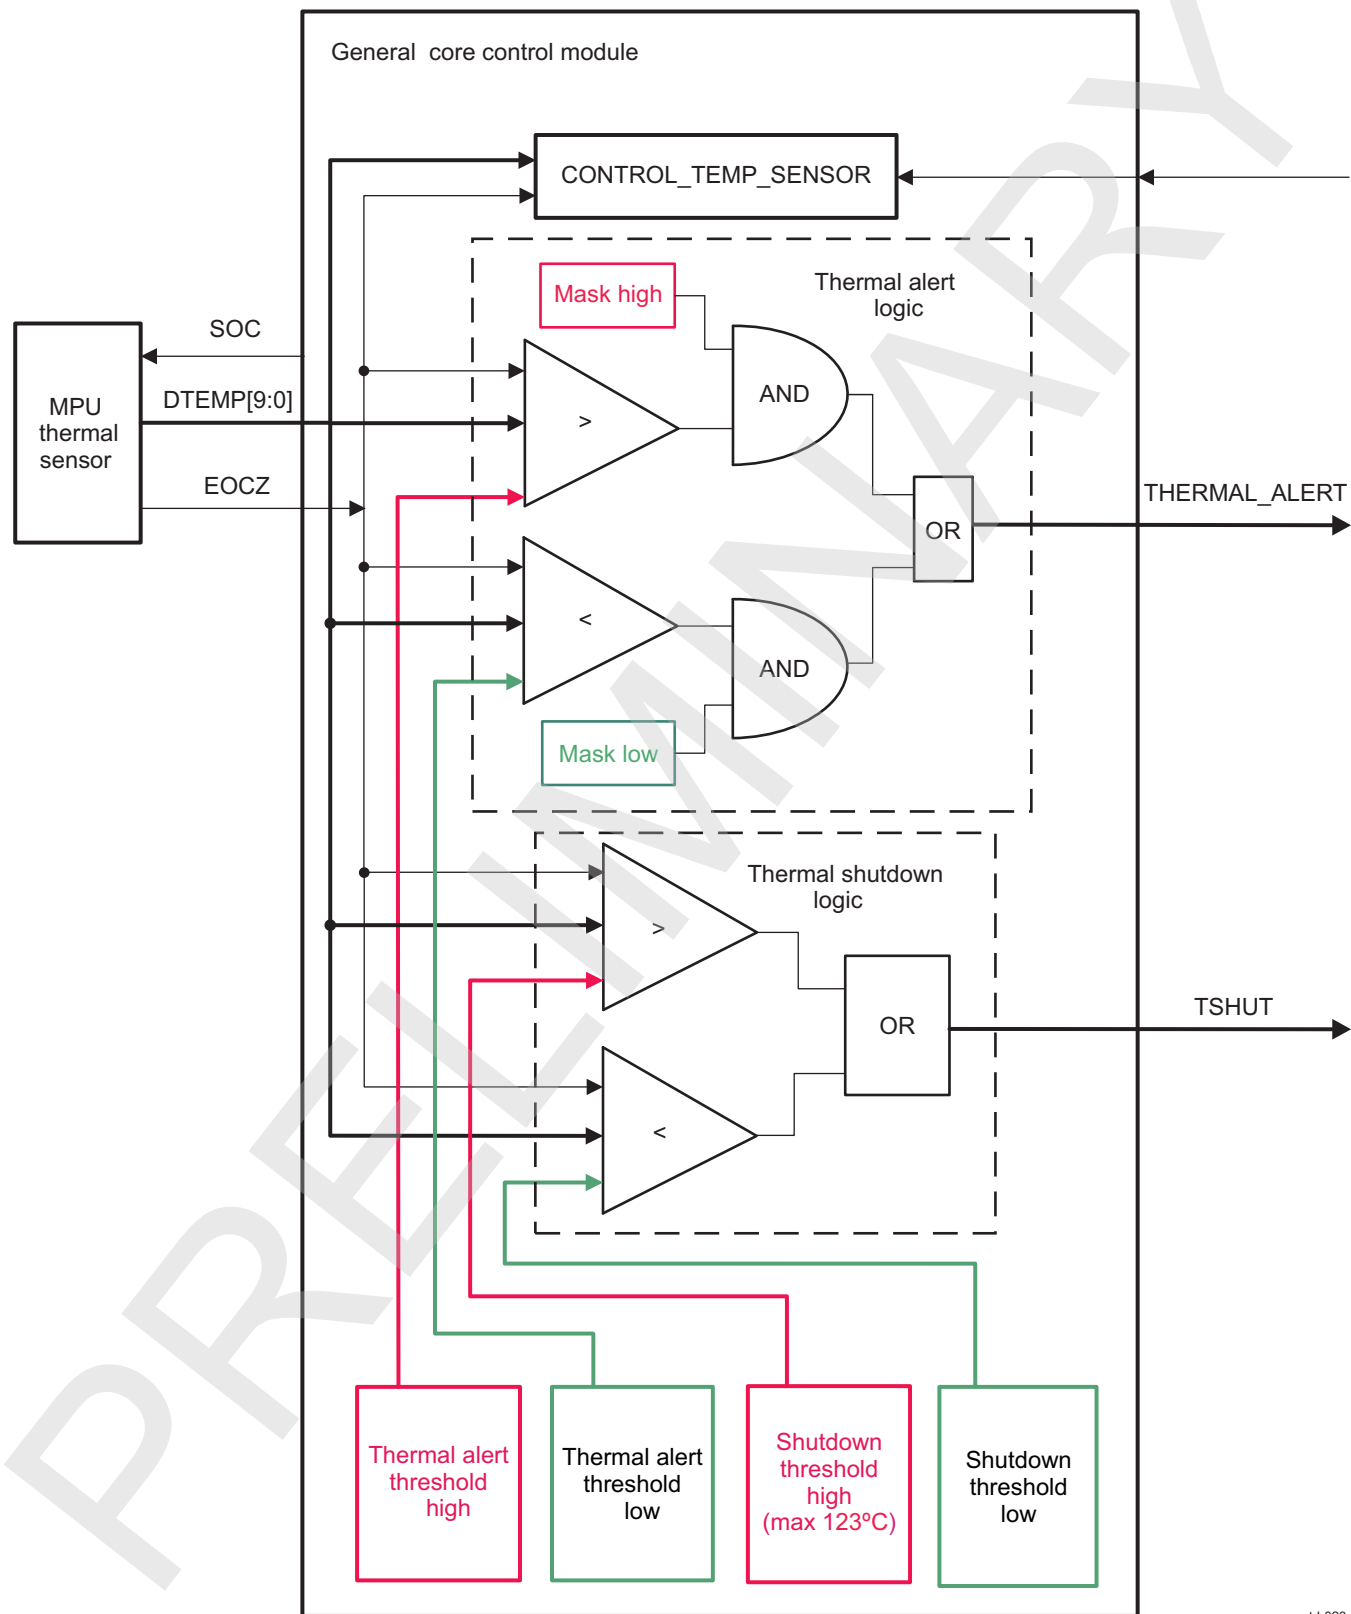 General core control module
CONTROL_TEMP_SENSOR
Mask high
Thermal alert
logic
SOC
AND
MPU
thermal
sensor
DTEMP[9:0]
>
EOCZ
THERMAL_ALERT
OR
<
AND
Mask low
Thermal shutdown
logic
>
TSHUT
OR
<
Thermal alert
threshold
high
Thermal alert
threshold
low
Shutdown
threshold
high
(max 123ºC)
Shutdown
threshold
low
PRELIMINARY